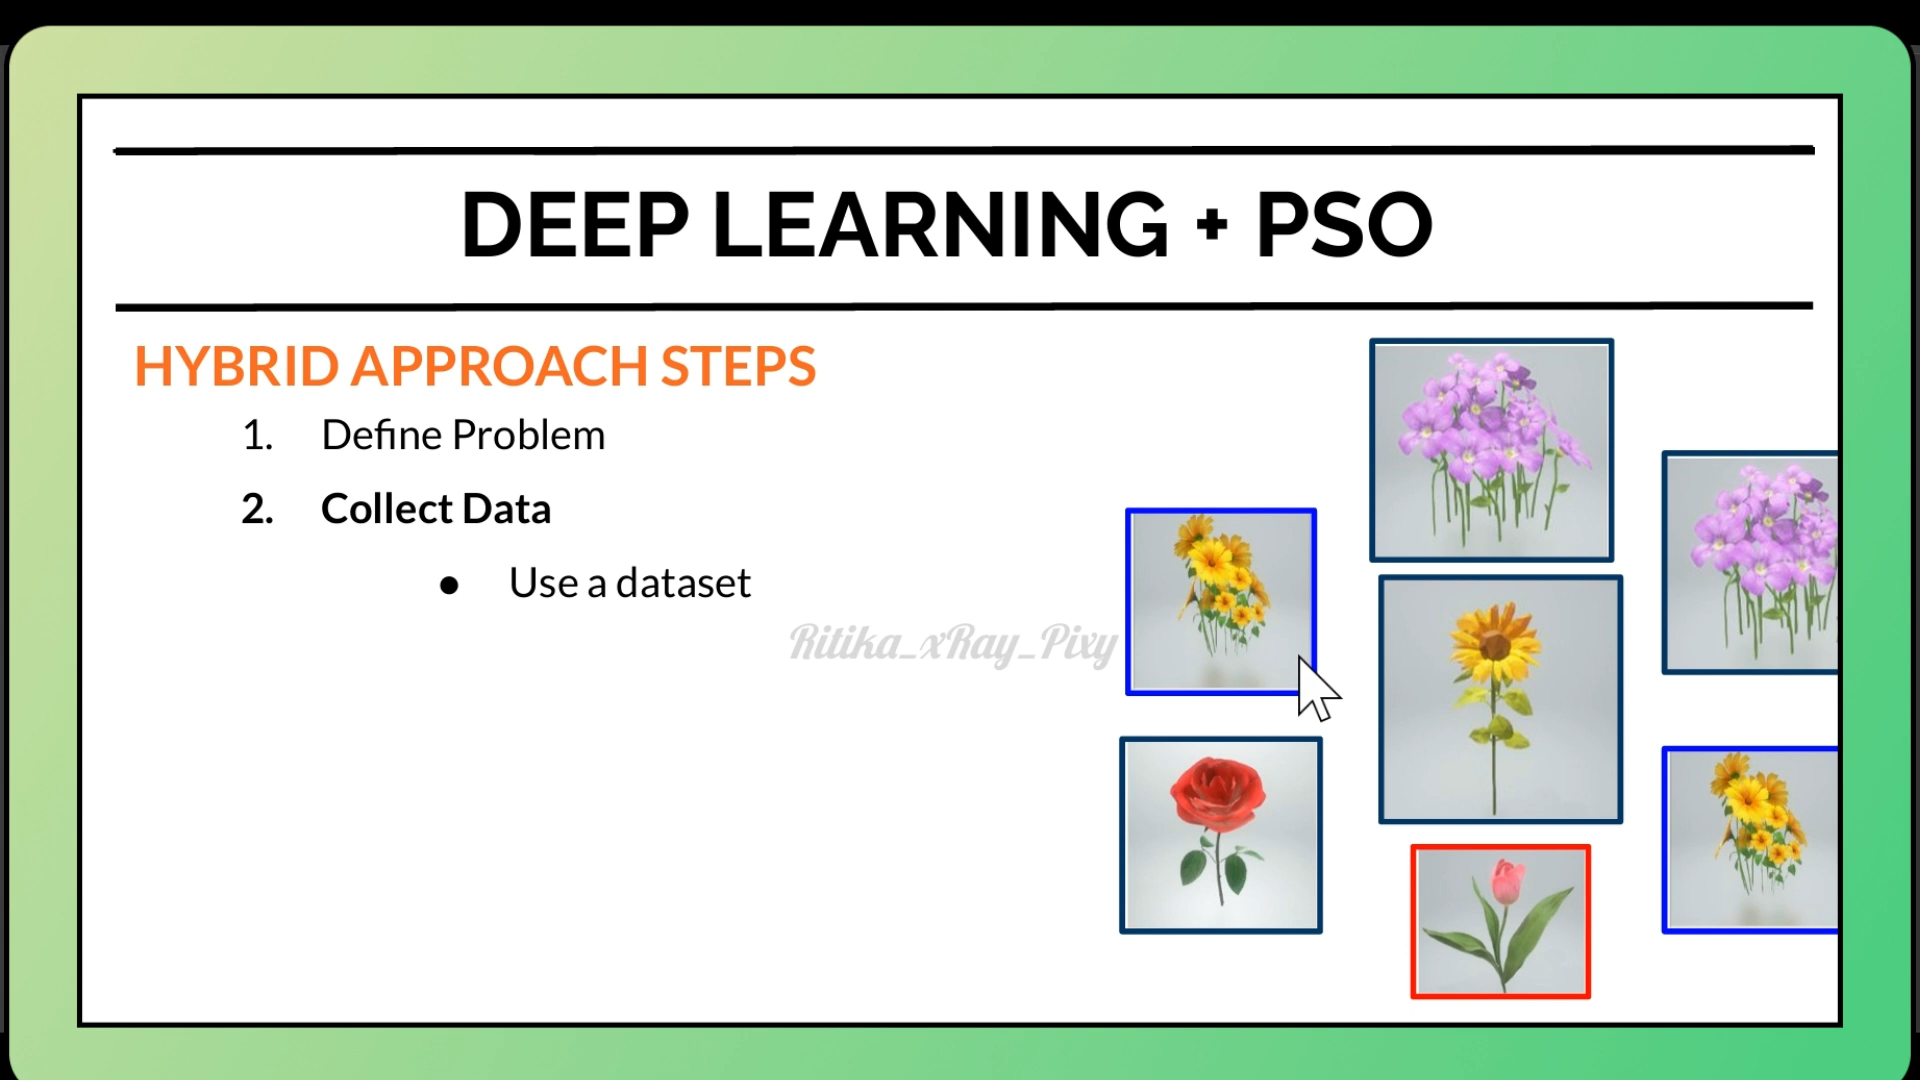 DEEP LEARNING + PSO
HYBRID APPROACH STEPS
1. Define Problem
2. Collect Data
● Use a dataset
Ritika_xRay_Pixy